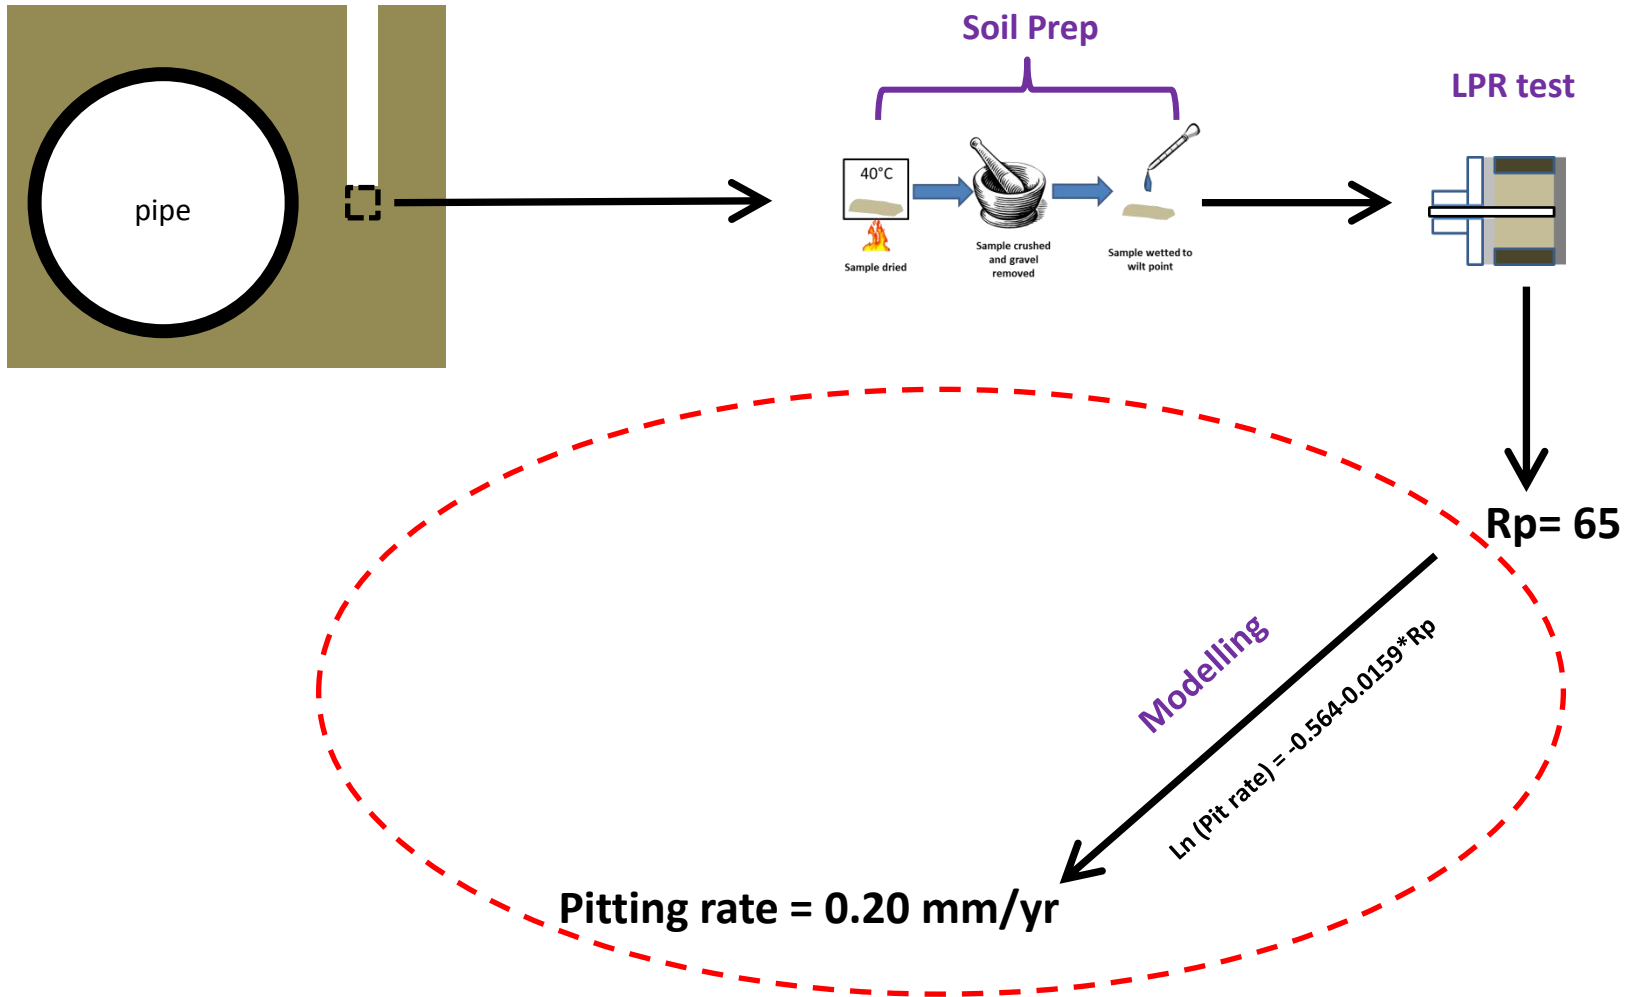 Soil Prep
LPR test
pipe
40°C
Sample dried
Sample crushed
and gravel
removed
Sample wetted to
wilt point
Rp= 65
Modelling
Ln (Pit rate) = -0.564-0.0159*Rp
Pitting rate = 0.20 mm/yr